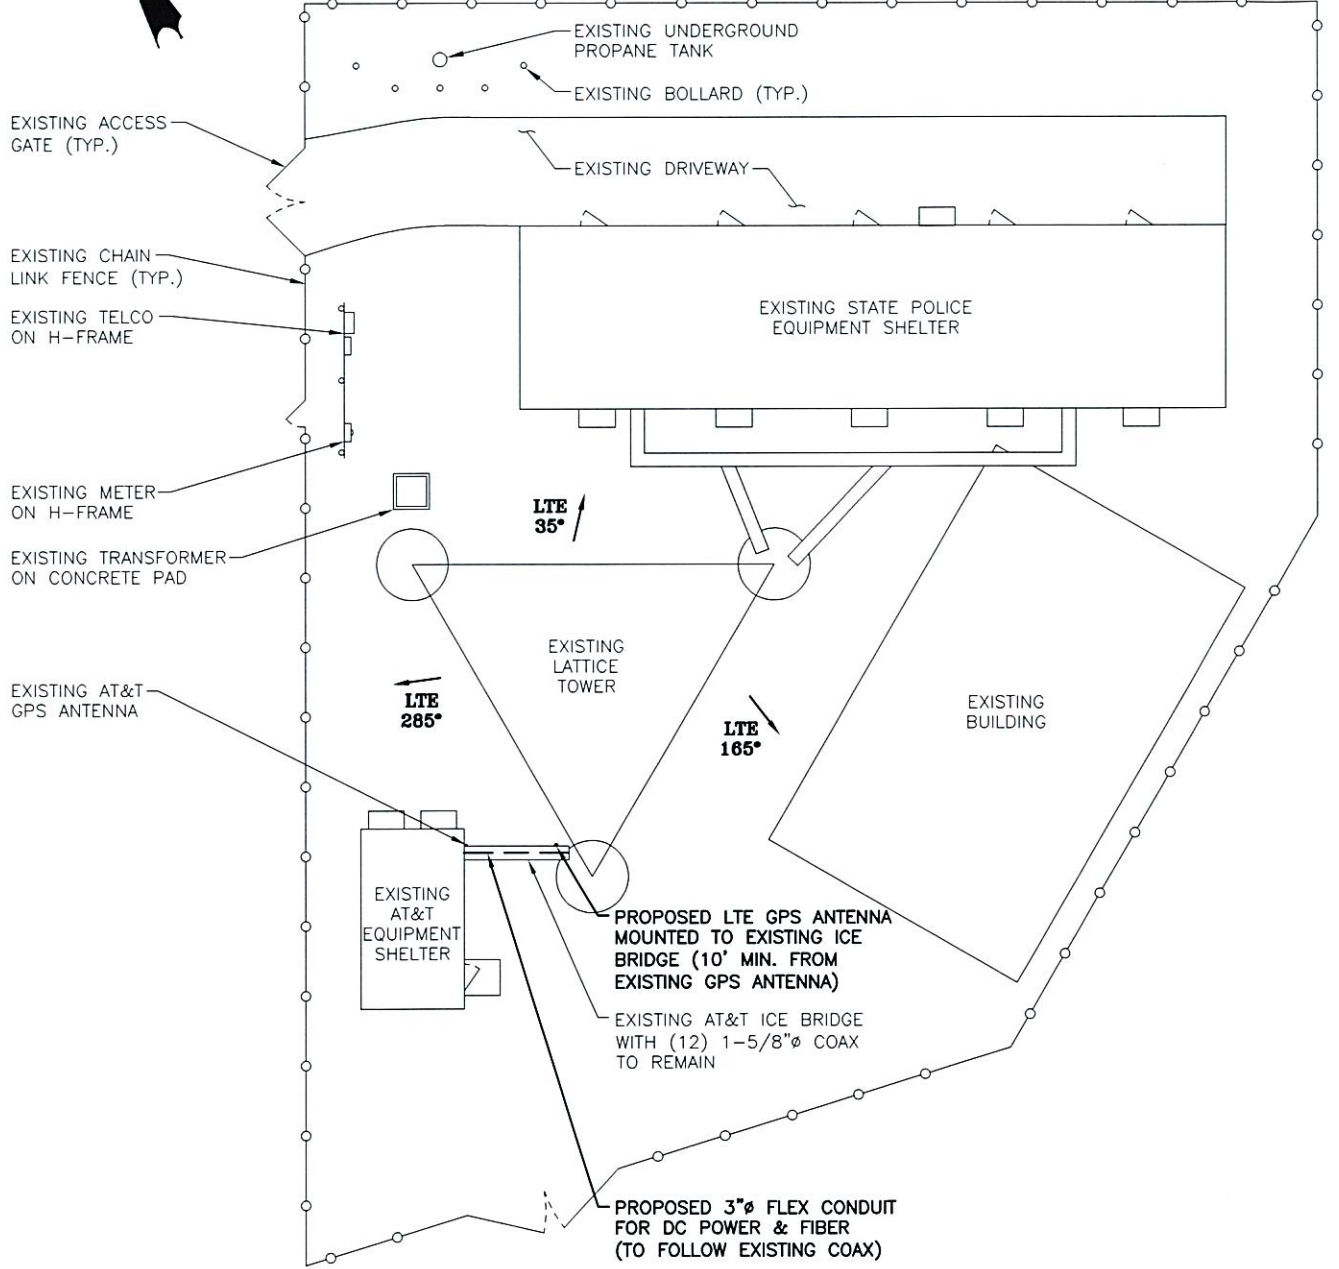 EXISTING UNDERGROUND
PROPANE TANK
EXISTING BOLLARD (TYP.)
EXISTING ACCESS
GATE (TYP.)
EXISTING DRIVEWAY
EXISTING CHAIN
LINK FENCE (TYP.)
EXISTING TELCO
ON H-FRAME
EXISTING STATE POLICE
EQUIPMENT SHELTER
EXISTING METER
ON H-FRAME
LTE
35°
EXISTING TRANSFORMER
ON CONCRETE PAD
EXISTING
LATTICE
TOWER
EXISTING AT&T
GPS ANTENNA
LTE
285°
LTE
165°
EXISTING
BUILDING
EXISTING
AT&T
EQUIPMENT
SHELTER
PROPOSED LTE GPS ANTENNA
MOUNTED TO EXISTING ICE
BRIDGE (10' MIN. FROM
EXISTING GPS ANTENNA)
EXISTING AT&T ICE BRIDGE
WITH (12) 1-5/8"ø COAX
TO REMAIN
PROPOSED 3"ø FLEX CONDUIT
FOR DC POWER & FIBER
(TO FOLLOW EXISTING COAX)